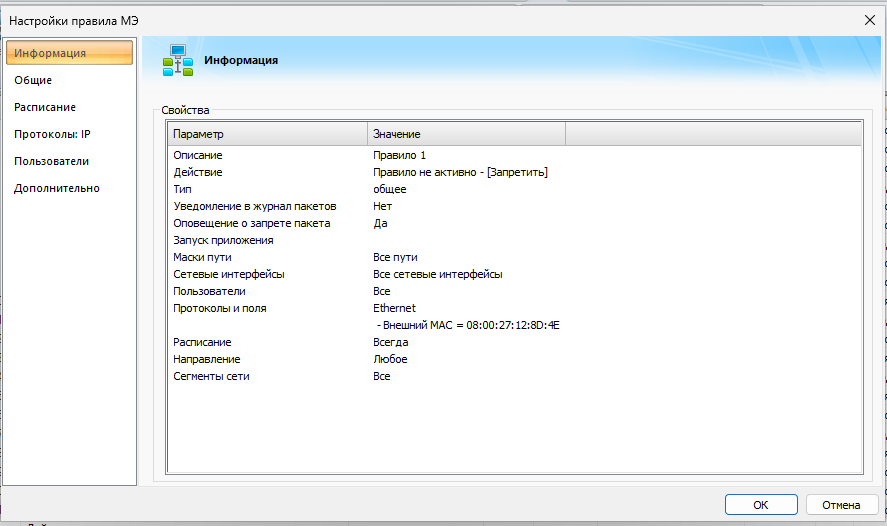 Настройки правила МЭ
Информация
Общие
Расписание
Протоколы: IP
Пользователи
Дополнительно
Информация
Свойства
Параметр Значение
Описание Правило 1
Действие Правило не активно - [Запретить]
Тип общее
Уведомление в журнал пакетов Нет
Оповещение о запрете пакета Да
Запуск приложения
Маски пути Все пути
Сетевые интерфейсы Все сетевые интерфейсы
Пользователи Все
Протоколы и поля Ethernet
- Внешний MAC = 08:00:27:12:8D:4E
Расписание Всегда
Направление Любое
Сегменты сети Все
ОК Отмена